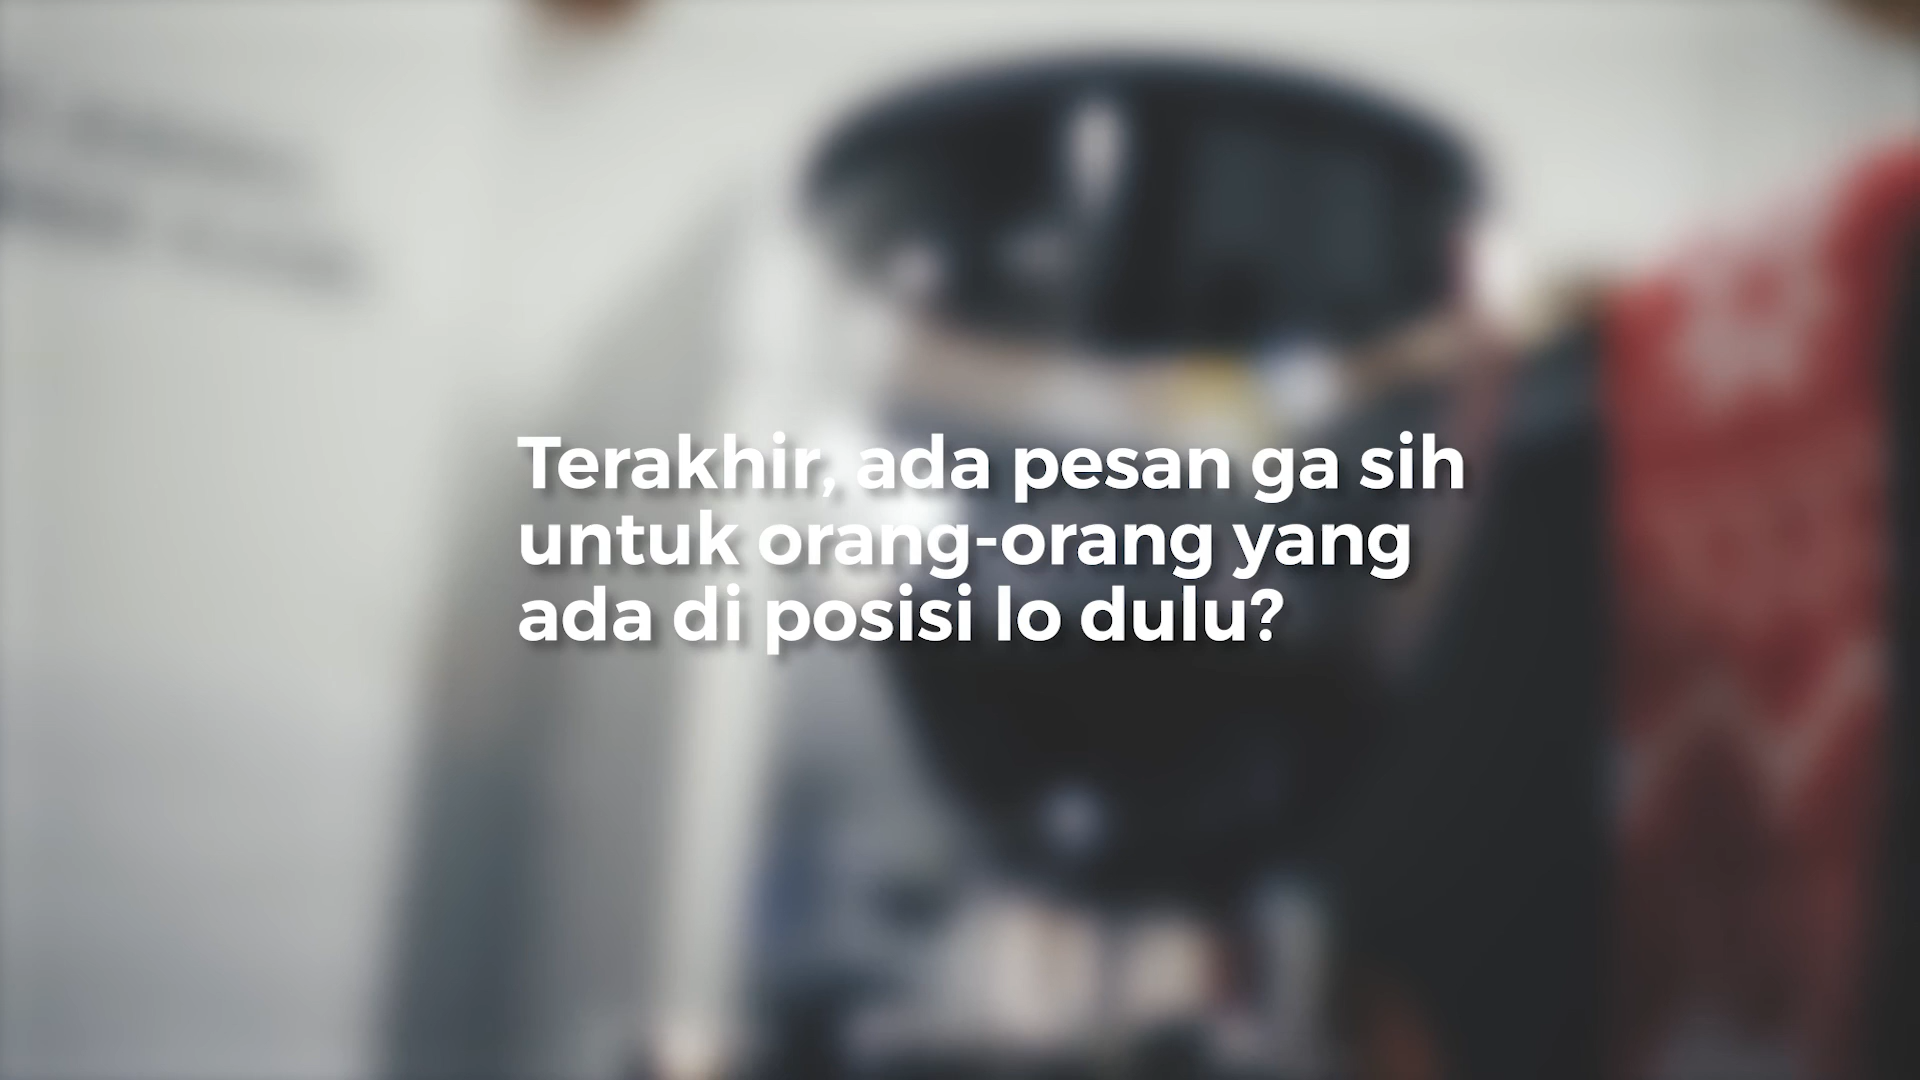 Terakhir, ada pesan ga sih
untuk orang-orang yang
ada di posisi lo dulu?